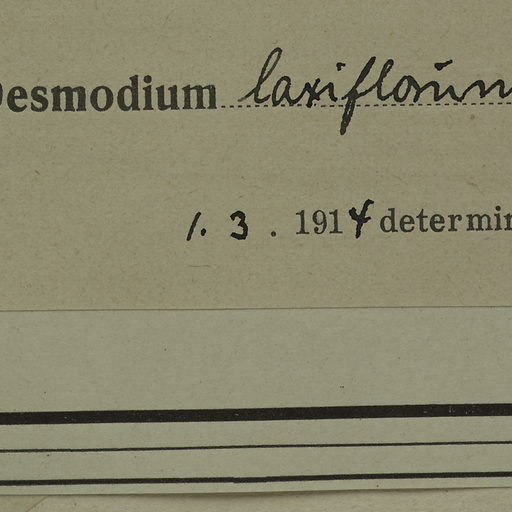 Desmodium laxiflorum
1. 3 . 1914 determin